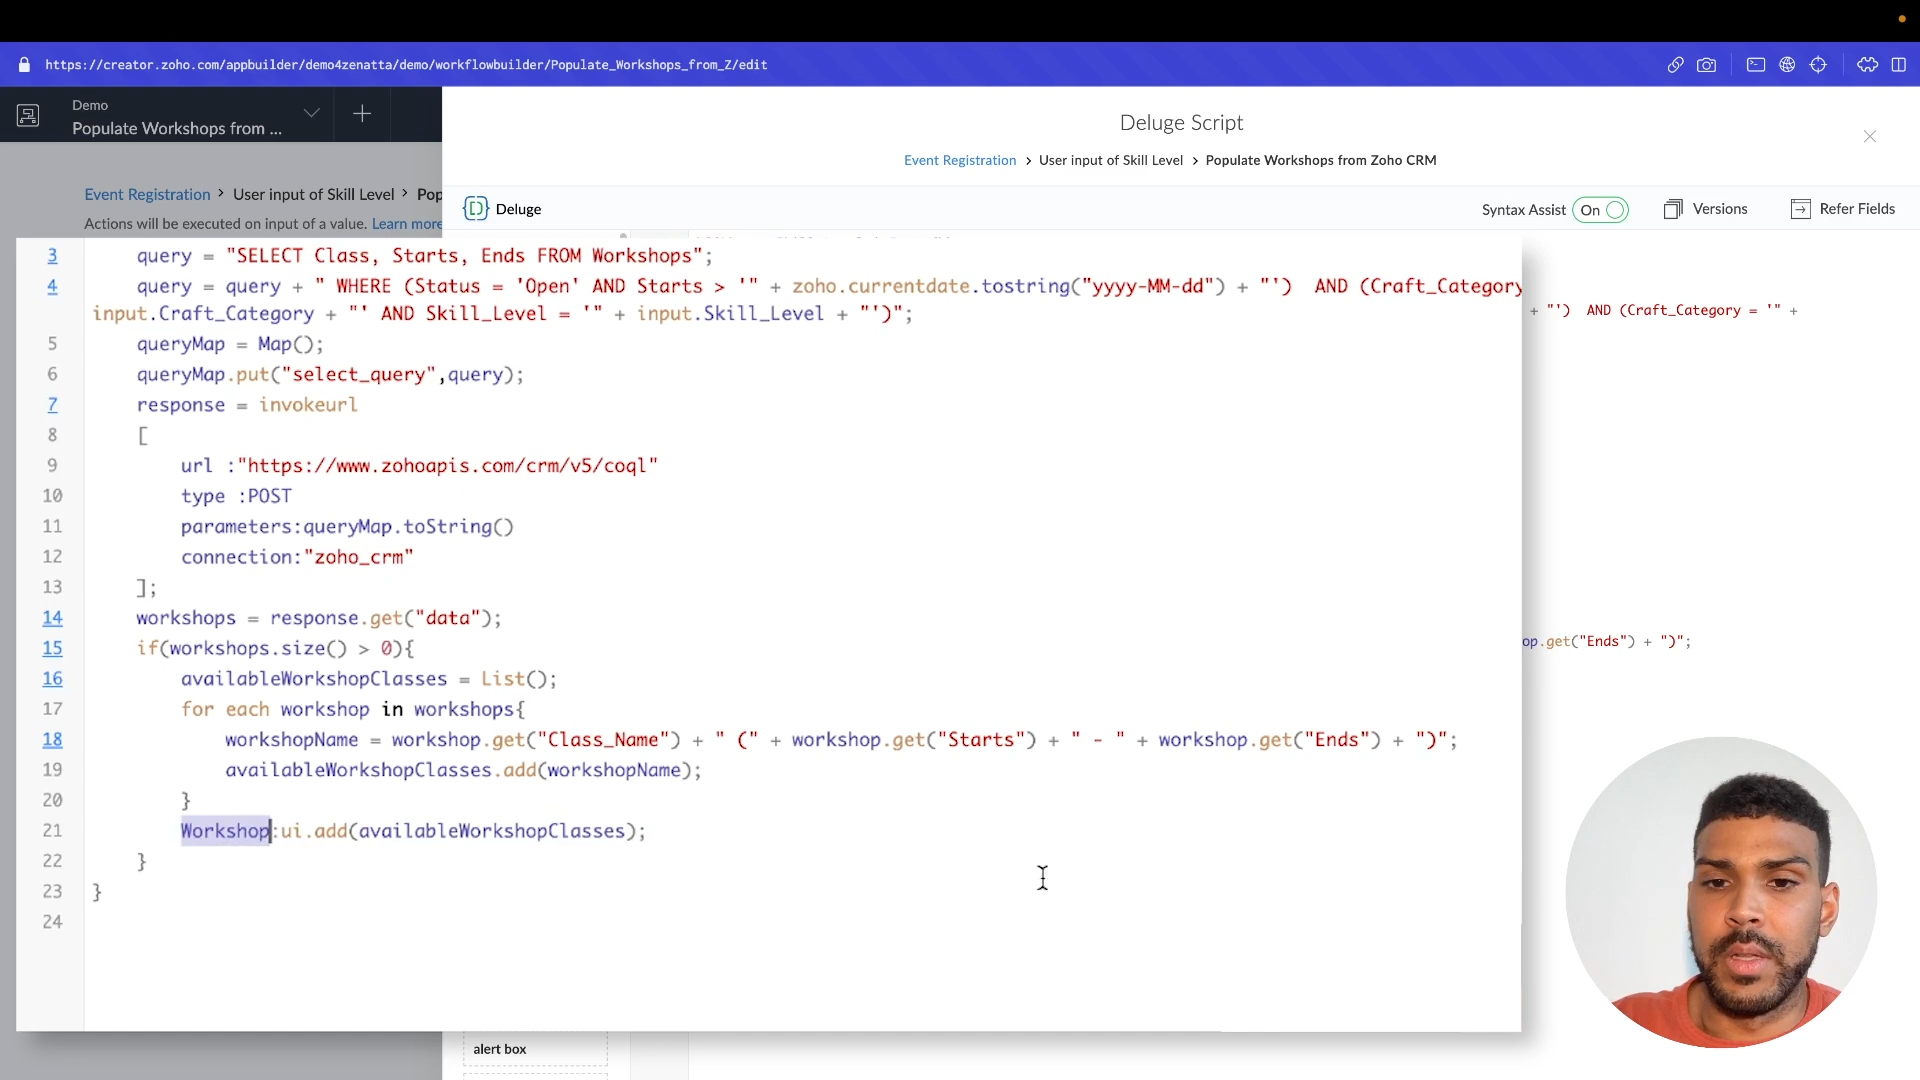 https://creator.zoho.com/appbuilder/demo4zenatta/demo/workflowbuilder/Populate_Workshops_from_Z/edit
Demo
Populate Workshops from ...
Deluge Script
Event Registration > User input of Skill Level > Populate Workshops from Zoho CRM
Event Registration > User input of Skill Level > Pop
Actions will be executed on input of a value. Learn more
Deluge
Syntax Assist On
Versions
Refer Fields
3 query = "SELECT Class, Starts, Ends FROM Workshops";
4 query = query + " WHERE (Status = 'Open' AND Starts > '" + zoho.currentdate.tostring("yyyy-MM-dd") + "')  AND (Craft_Category
input.Craft_Category + "' AND Skill_Level = '" + input.Skill_Level + "')";
+ "')  AND (Craft_Category = '" +
5 queryMap = Map();
6 queryMap.put("select_query",query);
7 response = invokeurl
8 [
9 url :"https://www.zohoapis.com/crm/v5/coql"
10 type :POST
11 parameters:queryMap.toString()
12 connection:"zoho_crm"
13 ];
14 workshops = response.get("data");
15 if(workshops.size() > 0){
op.get("Ends") + ")";
16 availableWorkshopClasses = List();
17 for each workshop in workshops{
18 workshopName = workshop.get("Class_Name") + " (" + workshop.get("Starts") + " - " + workshop.get("Ends") + ")";
19 availableWorkshopClasses.add(workshopName);
20 }
21 Workshop:ui.add(availableWorkshopClasses);
22 }
23 }
24
alert box